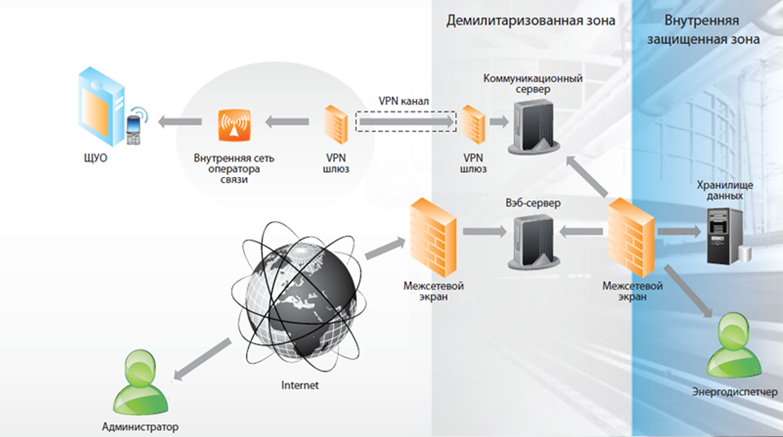 Демилитаризованная зона
Внутренняя
защищенная зона
Коммуникационный
сервер
VPN канал
ЩУО
Внутренняя сеть
оператора
связи
VPN
шлюз
VPN
шлюз
Хранилище
данных
Вэб-сервер
Межсетевой
экран
Межсетевой
экран
Internet
Энергодиспетчер
Администратор